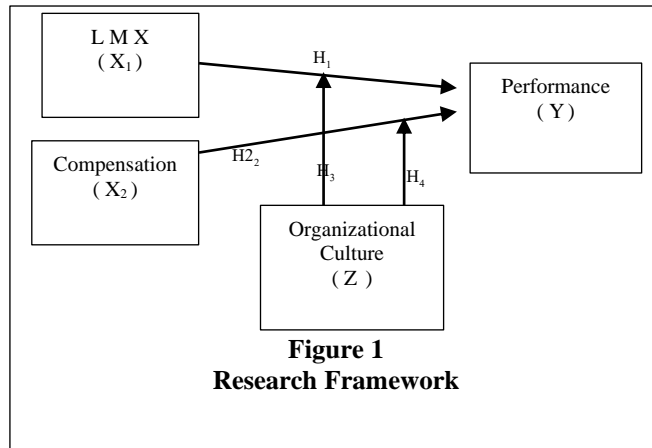 L M X
( X₁ )
H₁
Performance
( Y )
Compensation
( X₂ )
H2₂
H₃
H₄
Organizational
Culture
( Z )
Figure 1
Research Framework